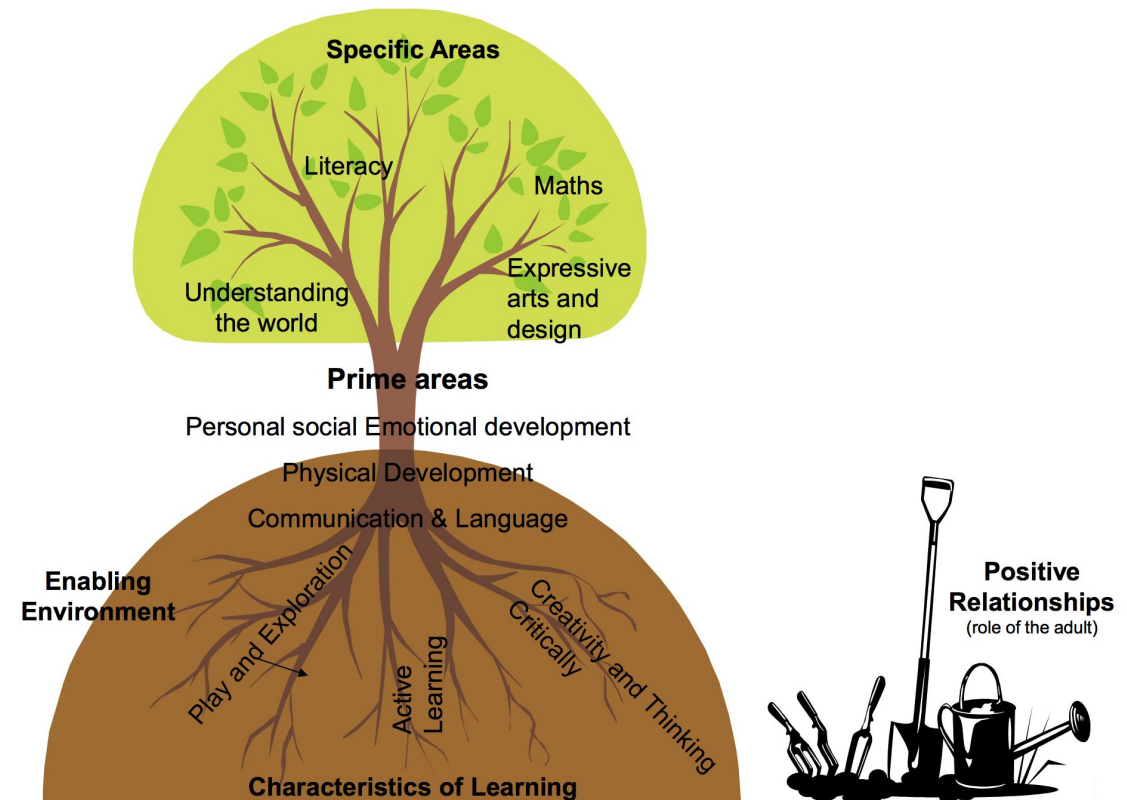 Specific Areas
Literacy
Maths
Understanding
the world
Expressive
arts and
design
Prime areas
Personal social Emotional development
Physical Development
Communication & Language
Enabling
Environment
Play and Exploration
Active
Learning
Creativity and Thinking
Critically
Characteristics of Learning
Positive
Relationships
(role of the adult)